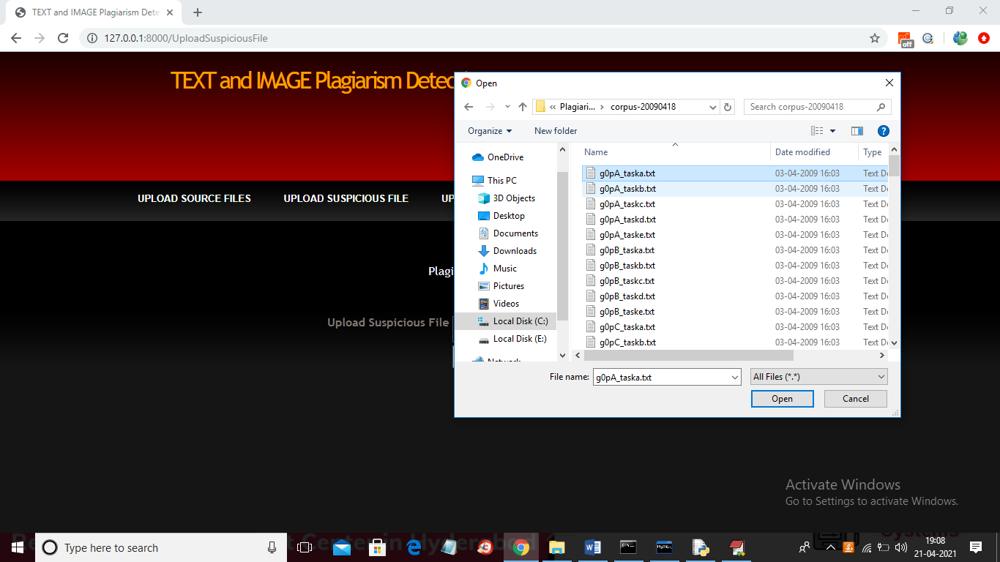 TEXT and IMAGE Plagiarism Dete
127.0.0.1:8000/UploadSuspiciousFile
off
TEXT and IMAGE Plagiarism Detec
UPLOAD SOURCE FILES
UPLOAD SUSPICIOUS FILE
UP
Plagi
Upload Suspicious File
Open
« Plagiari... › corpus-20090418
Search corpus-20090418
Organize
New folder
OneDrive
This PC
3D Objects
Desktop
Documents
Downloads
Music
Pictures
Videos
Local Disk (C:)
Local Disk (E:)
Network
Name Date modified Type
g0pA_taska.txt 03-04-2009 16:03 Text D
g0pA_taskb.txt 03-04-2009 16:03 Text D
g0pA_taskc.txt 03-04-2009 16:03 Text D
g0pA_taskd.txt 03-04-2009 16:03 Text D
g0pA_taske.txt 03-04-2009 16:03 Text D
g0pB_taska.txt 03-04-2009 16:03 Text D
g0pB_taskb.txt 03-04-2009 16:03 Text D
g0pB_taskc.txt 03-04-2009 16:03 Text D
g0pB_taskd.txt 03-04-2009 16:03 Text D
g0pB_taske.txt 03-04-2009 16:03 Text D
g0pC_taska.txt 03-04-2009 16:03 Text D
g0pC_taskb.txt 03-04-2009 16:03 Text D
File name: g0pA_taska.txt
All Files (*.*)
Open
Cancel
Activate Windows
Go to Settings to activate Windows.
Type here to search
Center in Hyderabad
Systems
19:08
21-04-2021